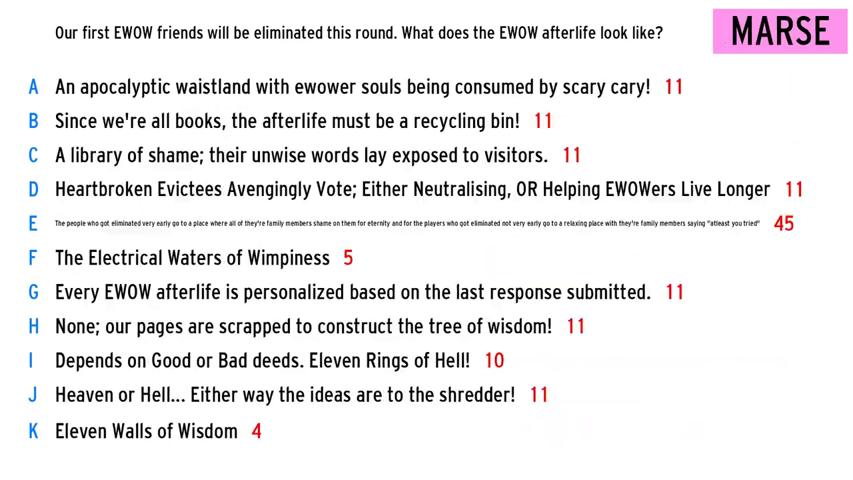 Our first EWOW friends will be eliminated this round. What does the EWOW afterlife look like?
MARSE
A An apocalyptic waistland with ewower souls being consumed by scary cary! 11
B Since we're all books, the afterlife must be a recycling bin! 11
C A library of shame; their unwise words lay exposed to visitors. 11
D Heartbroken Evictees Avengingly Vote; Either Neutralising, OR Helping EWOWers Live Longer 11
E The people who got eliminated very early go to a place where all of they're family members shame on them for eternity and for the players who got eliminated not very early go to a relaxing place with they're family members saying "atleast you tried" 45
F The Electrical Waters of Wimpiness 5
G Every EWOW afterlife is personalized based on the last response submitted. 11
H None; our pages are scrapped to construct the tree of wisdom! 11
I Depends on Good or Bad deeds. Eleven Rings of Hell! 10
J Heaven or Hell... Either way the ideas are to the shredder! 11
K Eleven Walls of Wisdom 4